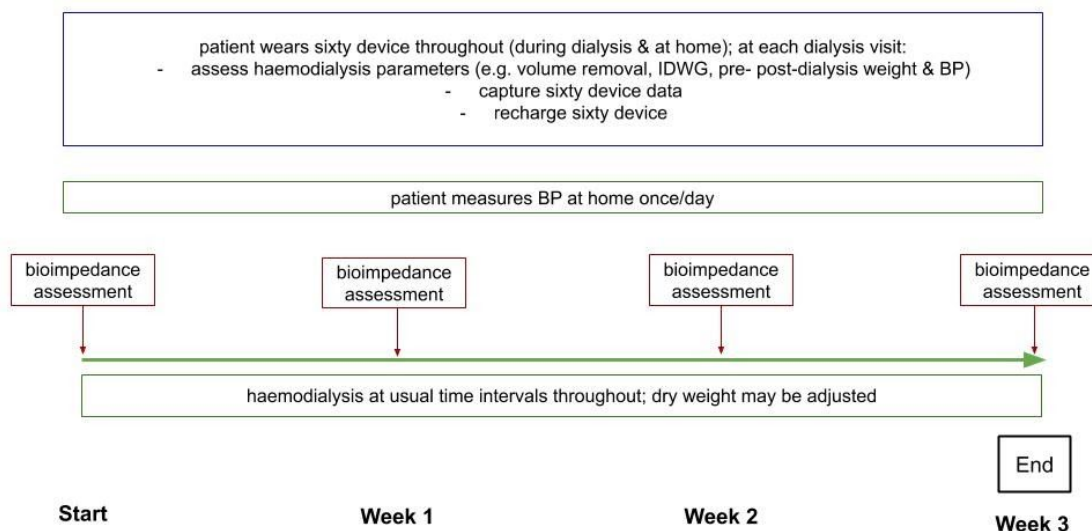 patient wears sixty device throughout (during dialysis & at home); at each dialysis visit:
- assess haemodialysis parameters (e.g. volume removal, IDWG, pre- post-dialysis weight & BP)
- capture sixty device data
- recharge sixty device
patient measures BP at home once/day
bioimpedance
assessment
bioimpedance
assessment
bioimpedance
assessment
bioimpedance
assessment
haemodialysis at usual time intervals throughout; dry weight may be adjusted
End
Start
Week 1
Week 2
Week 3